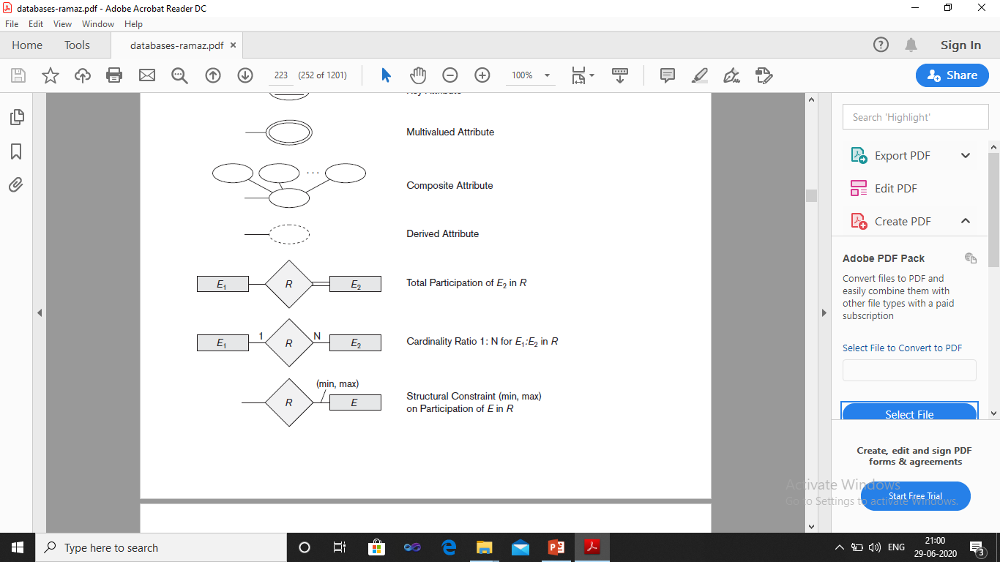 databases-ramaz.pdf - Adobe Acrobat Reader DC
File Edit View Window Help
Home Tools databases-ramaz.pdf × Sign In
223 (252 of 1201) 100% Share
Key Attribute
Multivalued Attribute
. . .
Composite Attribute
Derived Attribute
E1 R E2 Total Participation of E2 in R
E1 1 R N E2 Cardinality Ratio 1: N for E1:E2 in R
(min, max)
R E Structural Constraint (min, max)
on Participation of E in R
Search 'Highlight'
Export PDF
Edit PDF
Create PDF
Adobe PDF Pack
Convert files to PDF and
easily combine them with
other file types with a paid
subscription
Select File to Convert to PDF
Select File
Create, edit and sign PDF
forms & agreements
Activate Windows
Go to Settings to activate Windows.
Start Free Trial
Type here to search
ENG 21:00
29-06-2020
3